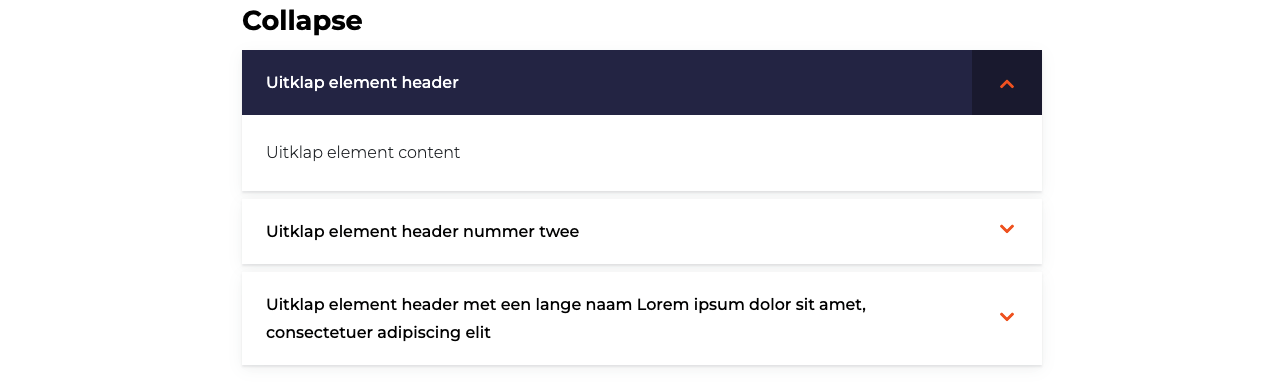 Collapse
Uitklap element header
Uitklap element content
Uitklap element header nummer twee
Uitklap element header met een lange naam Lorem ipsum dolor sit amet,
consectetuer adipiscing elit